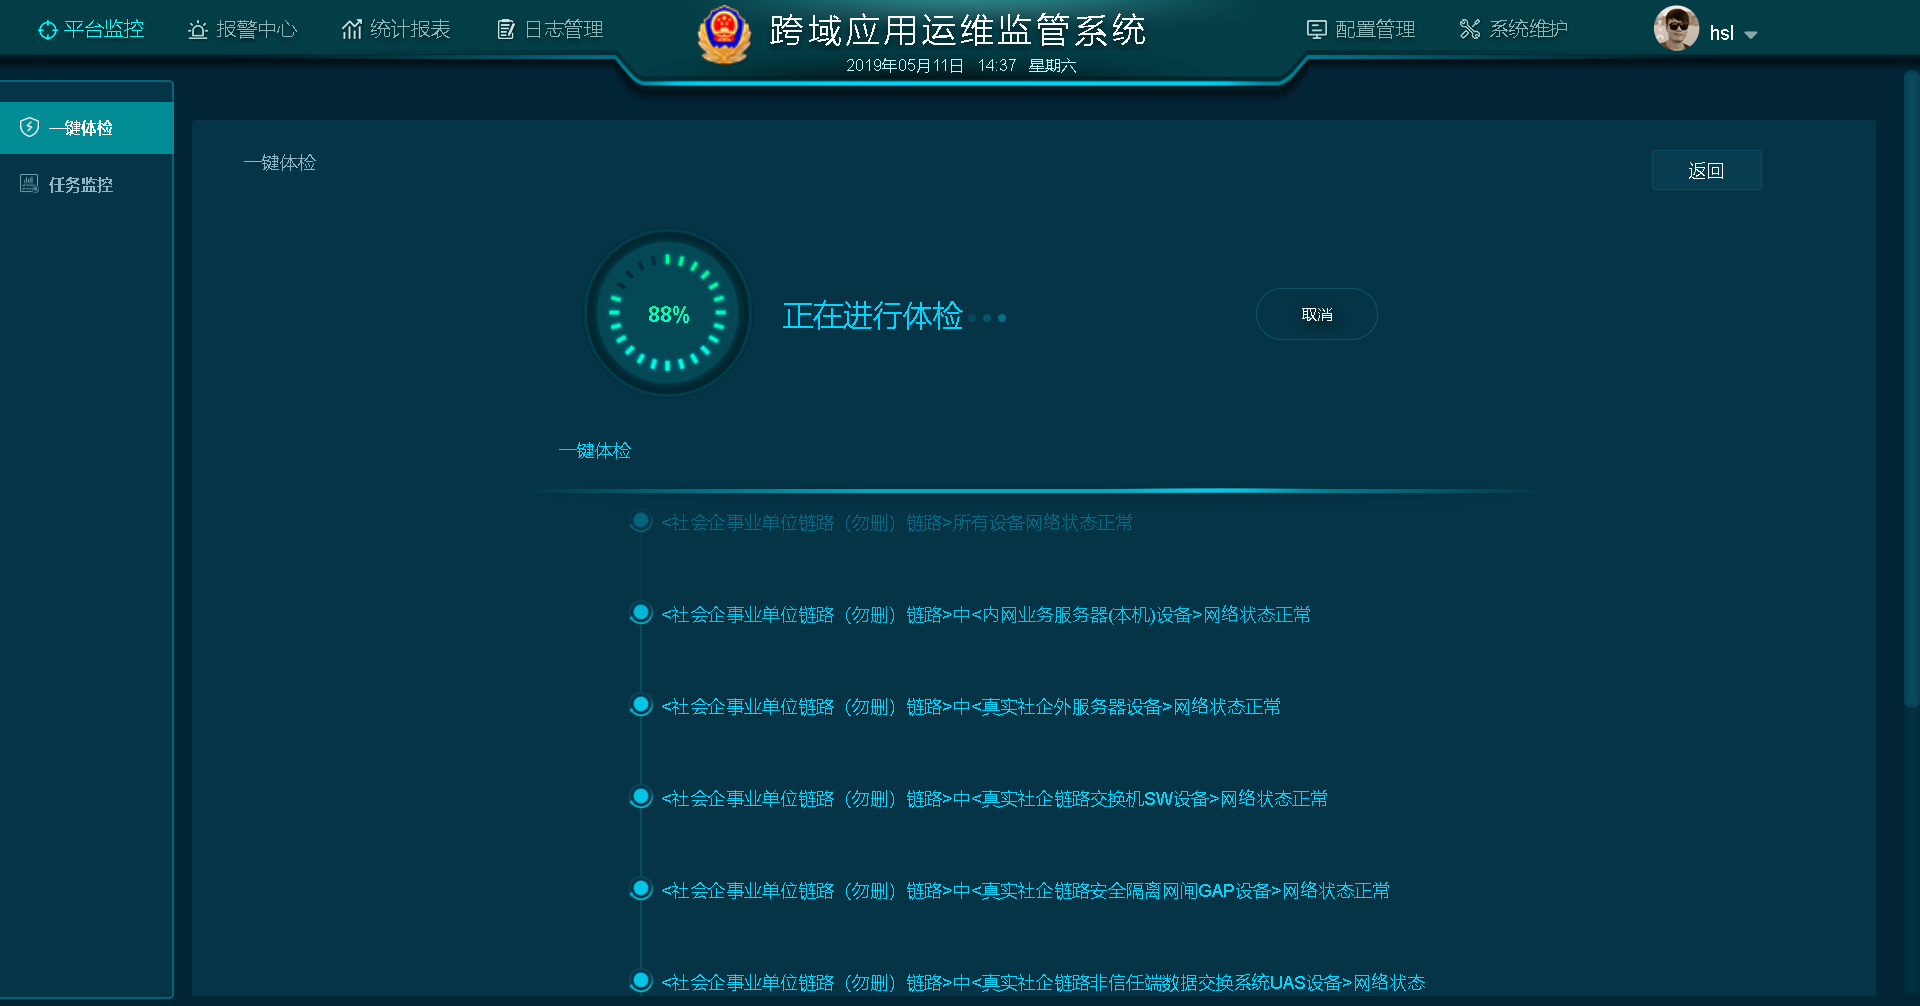 平台监控
报警中心
统计报表
日志管理
跨域应用运维监管系统
2019年05月11日 14:37 星期六
配置管理
系统维护
hsl
一键体检
任务监控
一键体检
返回
88%
正在进行体检
取消
一键体检
<社会企事业单位链路（勿删）链路>所有设备网络状态正常
<社会企事业单位链路（勿删）链路>中<内网业务服务器(本机)设备>网络状态正常
<社会企事业单位链路（勿删）链路>中<真实社企外服务器设备>网络状态正常
<社会企事业单位链路（勿删）链路>中<真实社企链路交换机SW设备>网络状态正常
<社会企事业单位链路（勿删）链路>中<真实社企链路安全隔离网闸GAP设备>网络状态正常
<社会企事业单位链路（勿删）链路>中<真实社企链路非信任端数据交换系统UAS设备>网络状态